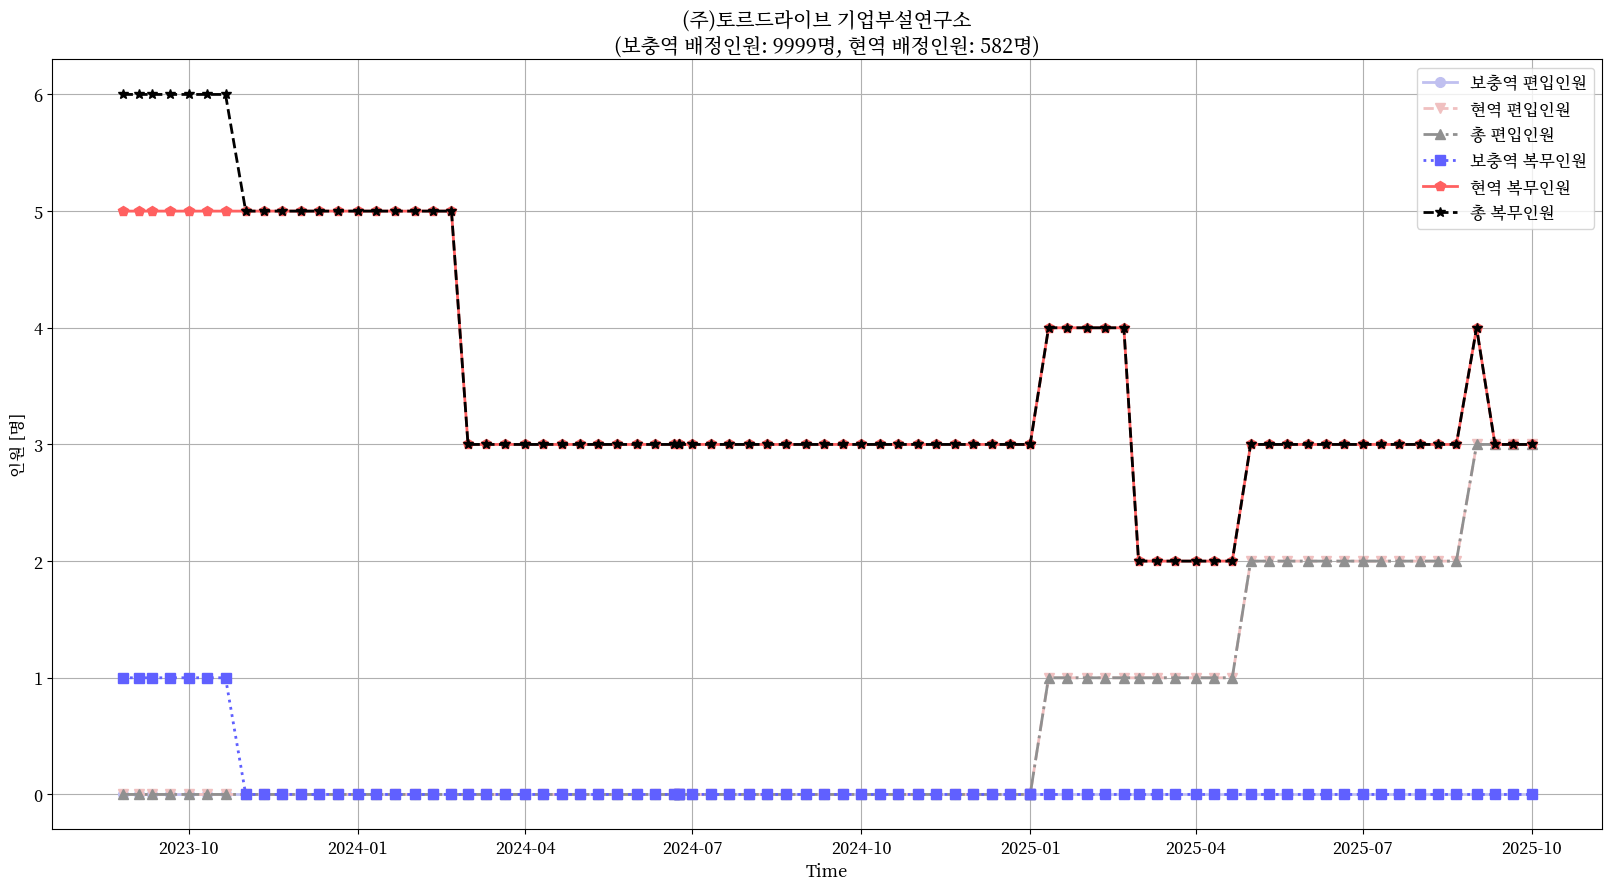 (주)토르드라이브 기업부설연구소
(보충역 배정인원: 9999명, 현역 배정인원: 582명)
보충역 편입인원
현역 편입인원
총 편입인원
보충역 복무인원
현역 복무인원
총 복무인원
인원 [명]
6
5
4
3
2
1
0
2023-10
2024-01
2024-04
2024-07
2024-10
2025-01
2025-04
2025-07
2025-10
Time